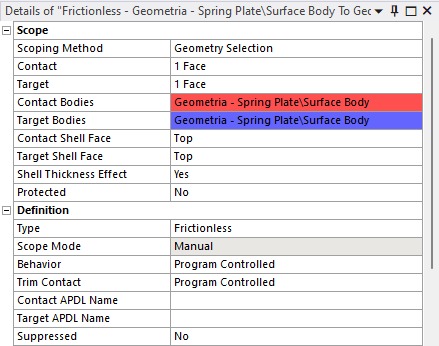 Details of "Frictionless - Geometria - Spring Plate\Surface Body To Geo
Scope
Scoping Method Geometry Selection
Contact 1 Face
Target 1 Face
Contact Bodies Geometria - Spring Plate\Surface Body
Target Bodies Geometria - Spring Plate\Surface Body
Contact Shell Face Top
Target Shell Face Top
Shell Thickness Effect Yes
Protected No
Definition
Type Frictionless
Scope Mode Manual
Behavior Program Controlled
Trim Contact Program Controlled
Contact APDL Name
Target APDL Name
Suppressed No